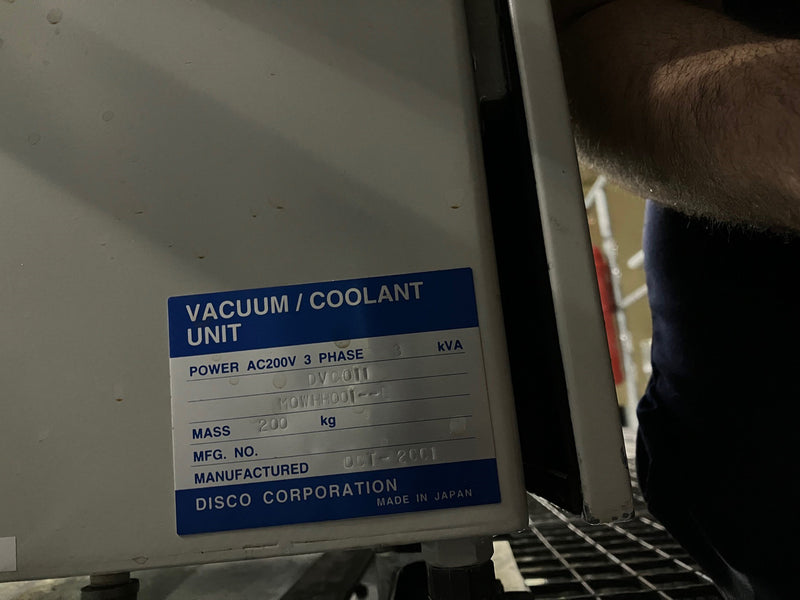 VACUUM / COOLANT
UNIT
POWER AC200V 3 PHASE 3 kVA
DVC011
MASS 200 kg
MFG. NO.
MANUFACTURED OCT-2001
DISCO CORPORATION
MADE IN JAPAN